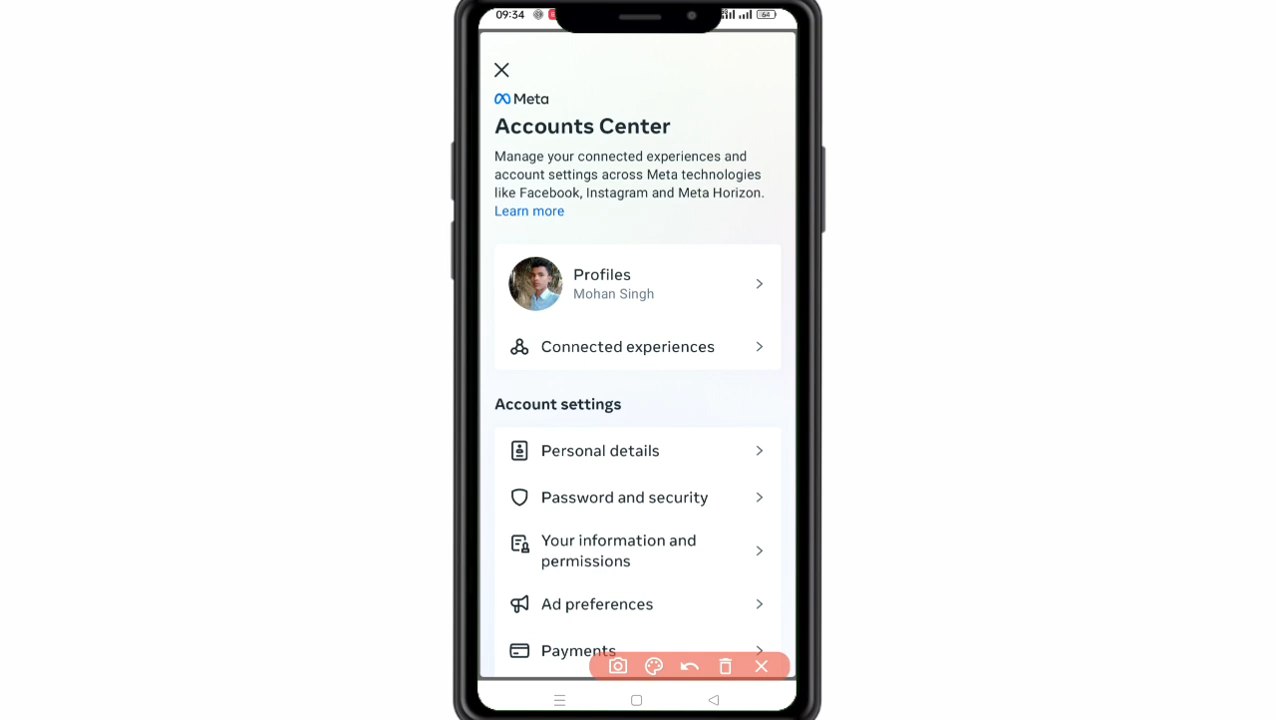 09:34 64
Meta
Accounts Center
Manage your connected experiences and
account settings across Meta technologies
like Facebook, Instagram and Meta Horizon.
Learn more
Profiles
Mohan Singh
Connected experiences
Account settings
Personal details
Password and security
Your information and
permissions
Ad preferences
Payments